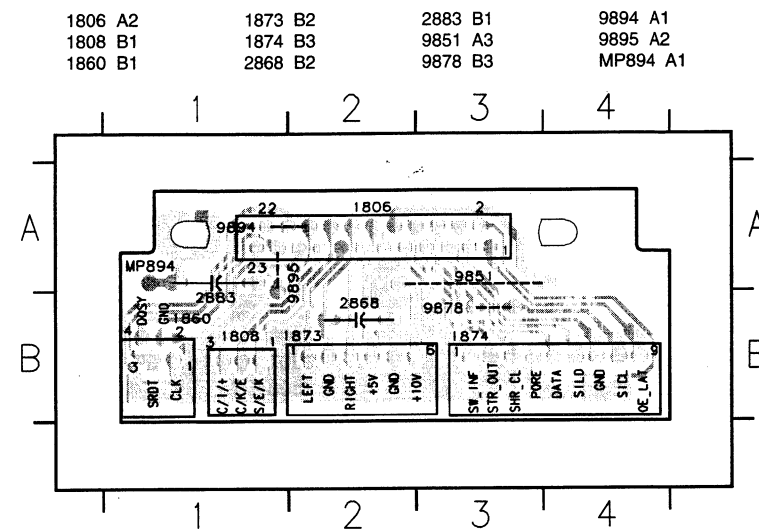 1806 A2 1873 B2 2883 B1 9894 A1
1808 B1 1874 B3 9851 A3 9895 A2
1860 B1 2868 B2 9878 B3 MP894 A1
1 2 3 4
22 1806 2
A 9894 1 A
MP894 23 9895 9851
2883 2868 9878
DOSY GND
4 1860 2 3 1808 1 1873 1874
B 1 1 6 1 9 B
SRDT CLK
C/I/+ C/K/E S/E/K
LEFT GND RIGHT +5V GND +10V
SW_INF STR_OUT SHR_CL PORE DATA SILD GND SICL OE_LAT
1 2 3 4